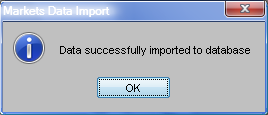 Markets Data Import
Data successfully imported to database
OK